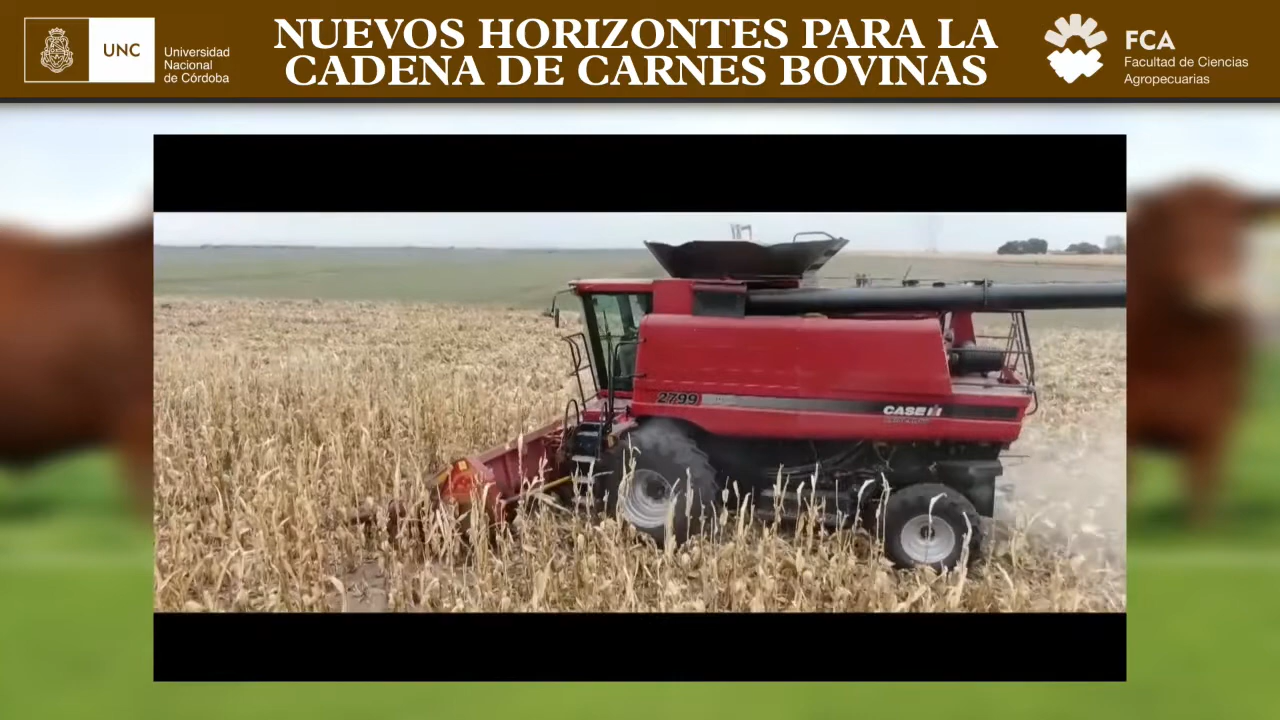 UNC
Universidad
Nacional
de Córdoba
NUEVOS HORIZONTES PARA LA
CADENA DE CARNES BOVINAS
FCA
Facultad de Ciencias
Agropecuarias
2799
CASE IH